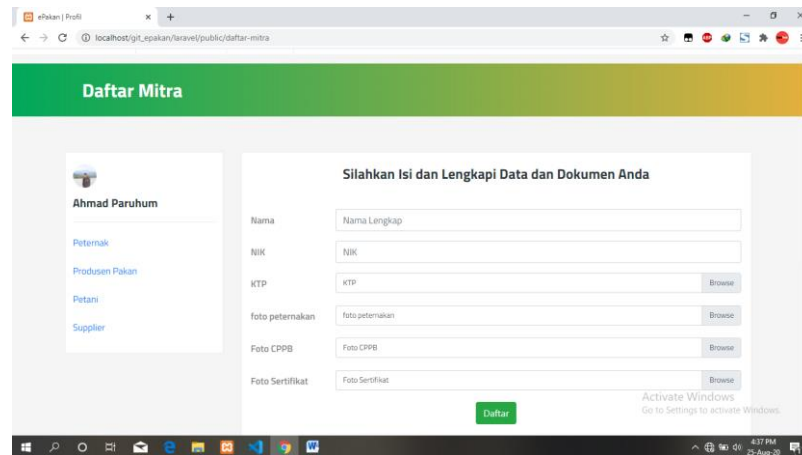 ePakan | Profil
localhost/git_epakan/laravel/public/daftar-mitra
Daftar Mitra
Ahmad Paruhum
Peternak
Produsen Pakan
Petani
Supplier
Silahkan Isi dan Lengkapi Data dan Dokumen Anda
Nama Nama Lengkap
NIK NIK
KTP KTP Browse
foto peternakan foto peternakan Browse
Foto CPPB Foto CPPB Browse
Foto Sertifikat Foto Sertifikat Browse
Daftar
Activate Windows
Go to Settings to activate Windows.
4:37 PM
25-Aug-20